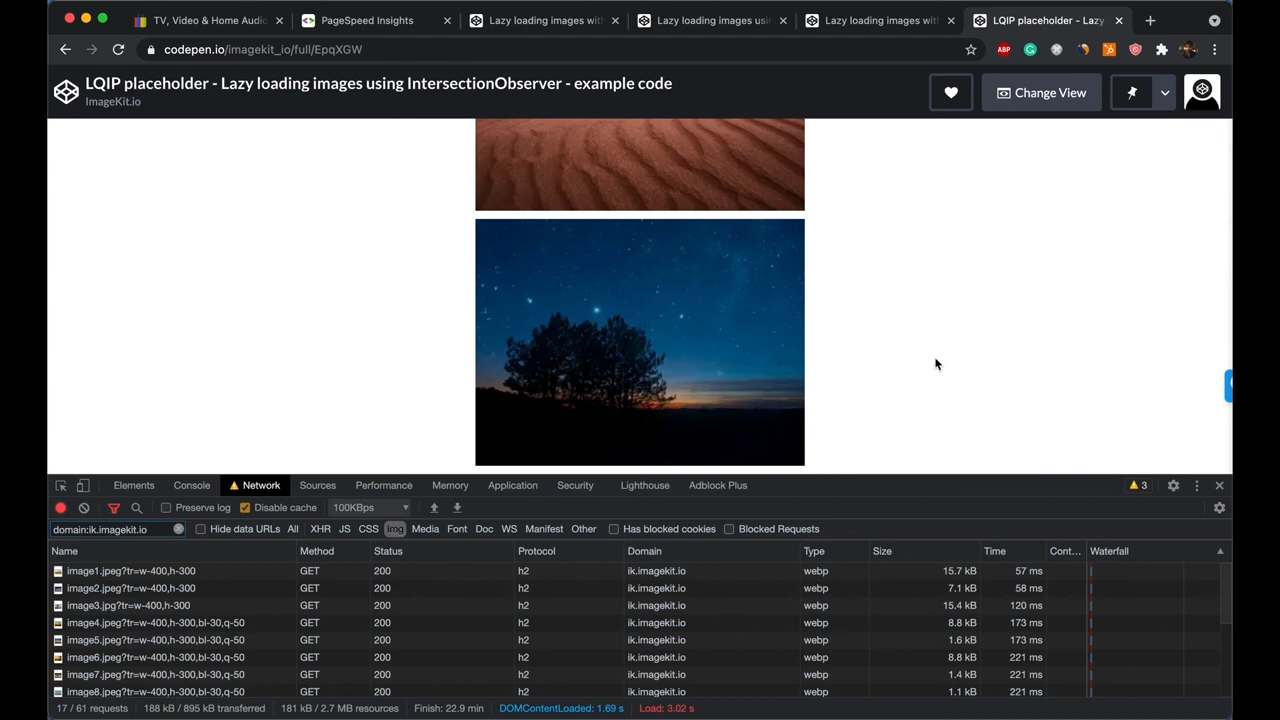 TV, Video & Home Audio
PageSpeed Insights
Lazy loading images with
Lazy loading images using
Lazy loading images with
LQIP placeholder - Lazy
codepen.io/imagekit_io/full/EpqXGW
ABP
LQIP placeholder - Lazy loading images using IntersectionObserver - example code
ImageKit.io
Change View
Elements Console Network Sources Performance Memory Application Security Lighthouse Adblock Plus 3
Preserve log Disable cache 100KBps
domain:ik.imagekit.io Hide data URLs All XHR JS CSS Img Media Font Doc WS Manifest Other Has blocked cookies Blocked Requests
Name Method Status Protocol Domain Type Size Time Cont... Waterfall
image1.jpeg?tr=w-400,h-300 GET 200 h2 ik.imagekit.io webp 15.7 kB 57 ms
image2.jpeg?tr=w-400,h-300 GET 200 h2 ik.imagekit.io webp 7.1 kB 58 ms
image3.jpg?tr=w-400,h-300 GET 200 h2 ik.imagekit.io webp 15.4 kB 120 ms
image4.jpeg?tr=w-400,h-300,bl-30,q-50 GET 200 h2 ik.imagekit.io webp 8.8 kB 173 ms
image5.jpeg?tr=w-400,h-300,bl-30,q-50 GET 200 h2 ik.imagekit.io webp 1.6 kB 173 ms
image6.jpeg?tr=w-400,h-300,bl-30,q-50 GET 200 h2 ik.imagekit.io webp 8.8 kB 221 ms
image7.jpeg?tr=w-400,h-300,bl-30,q-50 GET 200 h2 ik.imagekit.io webp 1.4 kB 221 ms
image8.jpeg?tr=w-400,h-300,bl-30,q-50 GET 200 h2 ik.imagekit.io webp 1.1 kB 221 ms
17 / 61 requests 188 kB / 895 kB transferred 181 kB / 2.7 MB resources Finish: 22.9 min DOMContentLoaded: 1.69 s Load: 3.02 s